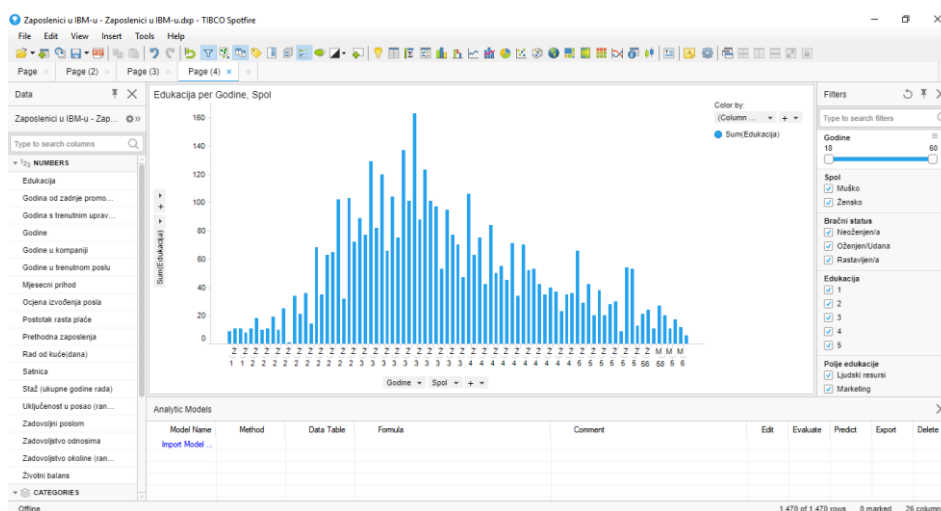 Zaposlenici u IBM-u - Zaposlenici u IBM-u.dxp - TIBCO Spotfire
File Edit View Insert Tools Help
Page Page (2) Page (3) Page (4)
Data
Zaposlenici u IBM-u - Zap...
Type to search columns
NUMBERS
Edukacija
Godina od zadnje promo...
Godina s trenutnim uprav...
Godine
Godine u kompaniji
Godine u trenutnom poslu
Mjesecni prihod
Ocjena izvođenja posla
Postotak rasta plaće
Prethodna zaposlenja
Rad od kuće(dana)
Satnica
Staž (ukupne godine rada)
Uključenost u posao (ran...
Zadovoljni poslom
Zadovoljstvo odnosima
Zadovoljstvo okoline (ran...
Životni balans
CATEGORIES
Edukacija per Godine, Spol
Sum(Edukacija)
160
140
120
100
80
60
40
20
0
Z Z Z Z Z Z Z Z Z Z Z Z Z Z Z Z Z Z Z Z Z Z Z Z Z Z Z Z Z Z Z Z Z M M M
Godine Spol +
Color by:
(Column ...
Sum(Edukacija)
Filters
Type to search filters
Godine
18 60
Spol
Muško
Žensko
Bračni status
Neoženjen/a
Oženjen/Udana
Rastavljen/a
Edukacija
1
2
3
4
5
Polje edukacije
Ljudski resursi
Marketing
Analytic Models
Model Name Method Data Table Formula Comment Edit Evaluate Predict Export Delete
Import Model ...
Offline 1.470 of 1.470 rows 0 marked 26 column